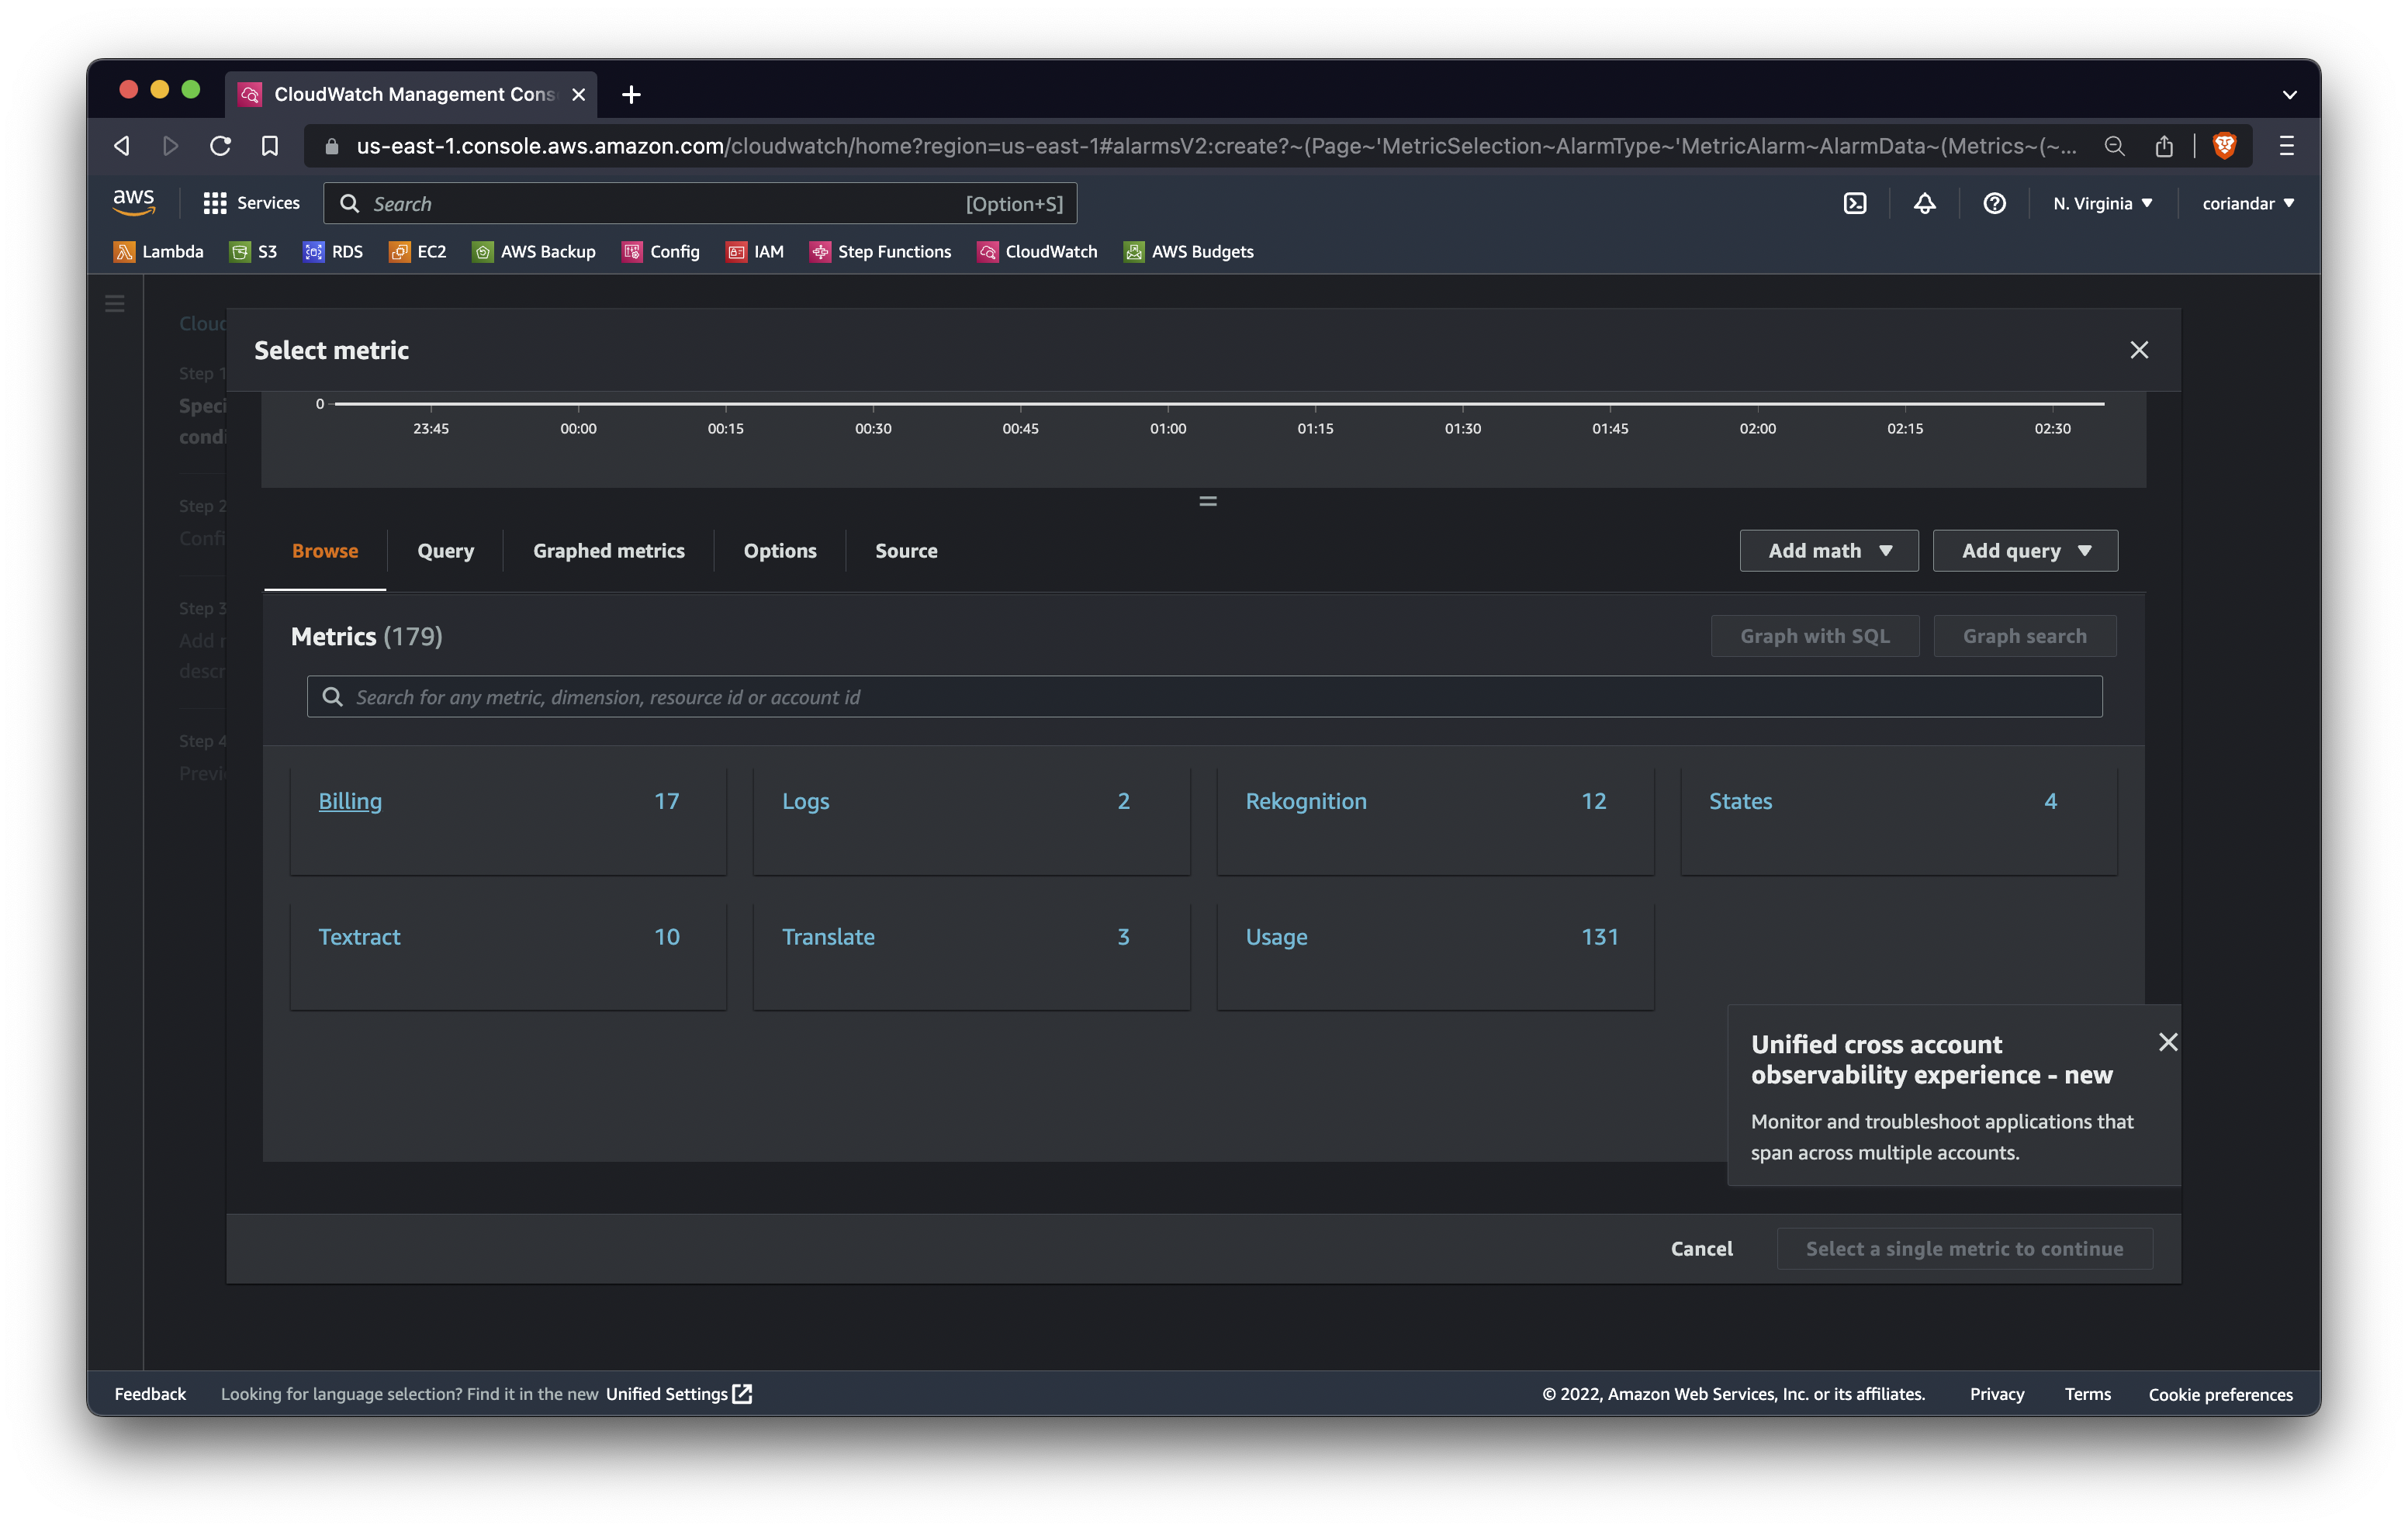 CloudWatch Management Cons
us-east-1.console.aws.amazon.com/cloudwatch/home?region=us-east-1#alarmsV2:create?~(Page~'MetricSelection~AlarmType~'MetricAlarm~AlarmData~(Metrics~(~...
aws Services Search [Option+S] N. Virginia coriandar
Lambda S3 RDS EC2 AWS Backup Config IAM Step Functions CloudWatch AWS Budgets
Cloud
Step 1
Speci
condi
Step 2
Confi
Step 3
Add n
descr
Step 4
Previ
Select metric
0
23:45 00:00 00:15 00:30 00:45 01:00 01:15 01:30 01:45 02:00 02:15 02:30
Browse Query Graphed metrics Options Source Add math Add query
Metrics (179) Graph with SQL Graph search
Search for any metric, dimension, resource id or account id
Billing 17 Logs 2 Rekognition 12 States 4
Textract 10 Translate 3 Usage 131
Unified cross account
observability experience - new
Monitor and troubleshoot applications that
span across multiple accounts.
Cancel Select a single metric to continue
Feedback Looking for language selection? Find it in the new Unified Settings © 2022, Amazon Web Services, Inc. or its affiliates. Privacy Terms Cookie preferences